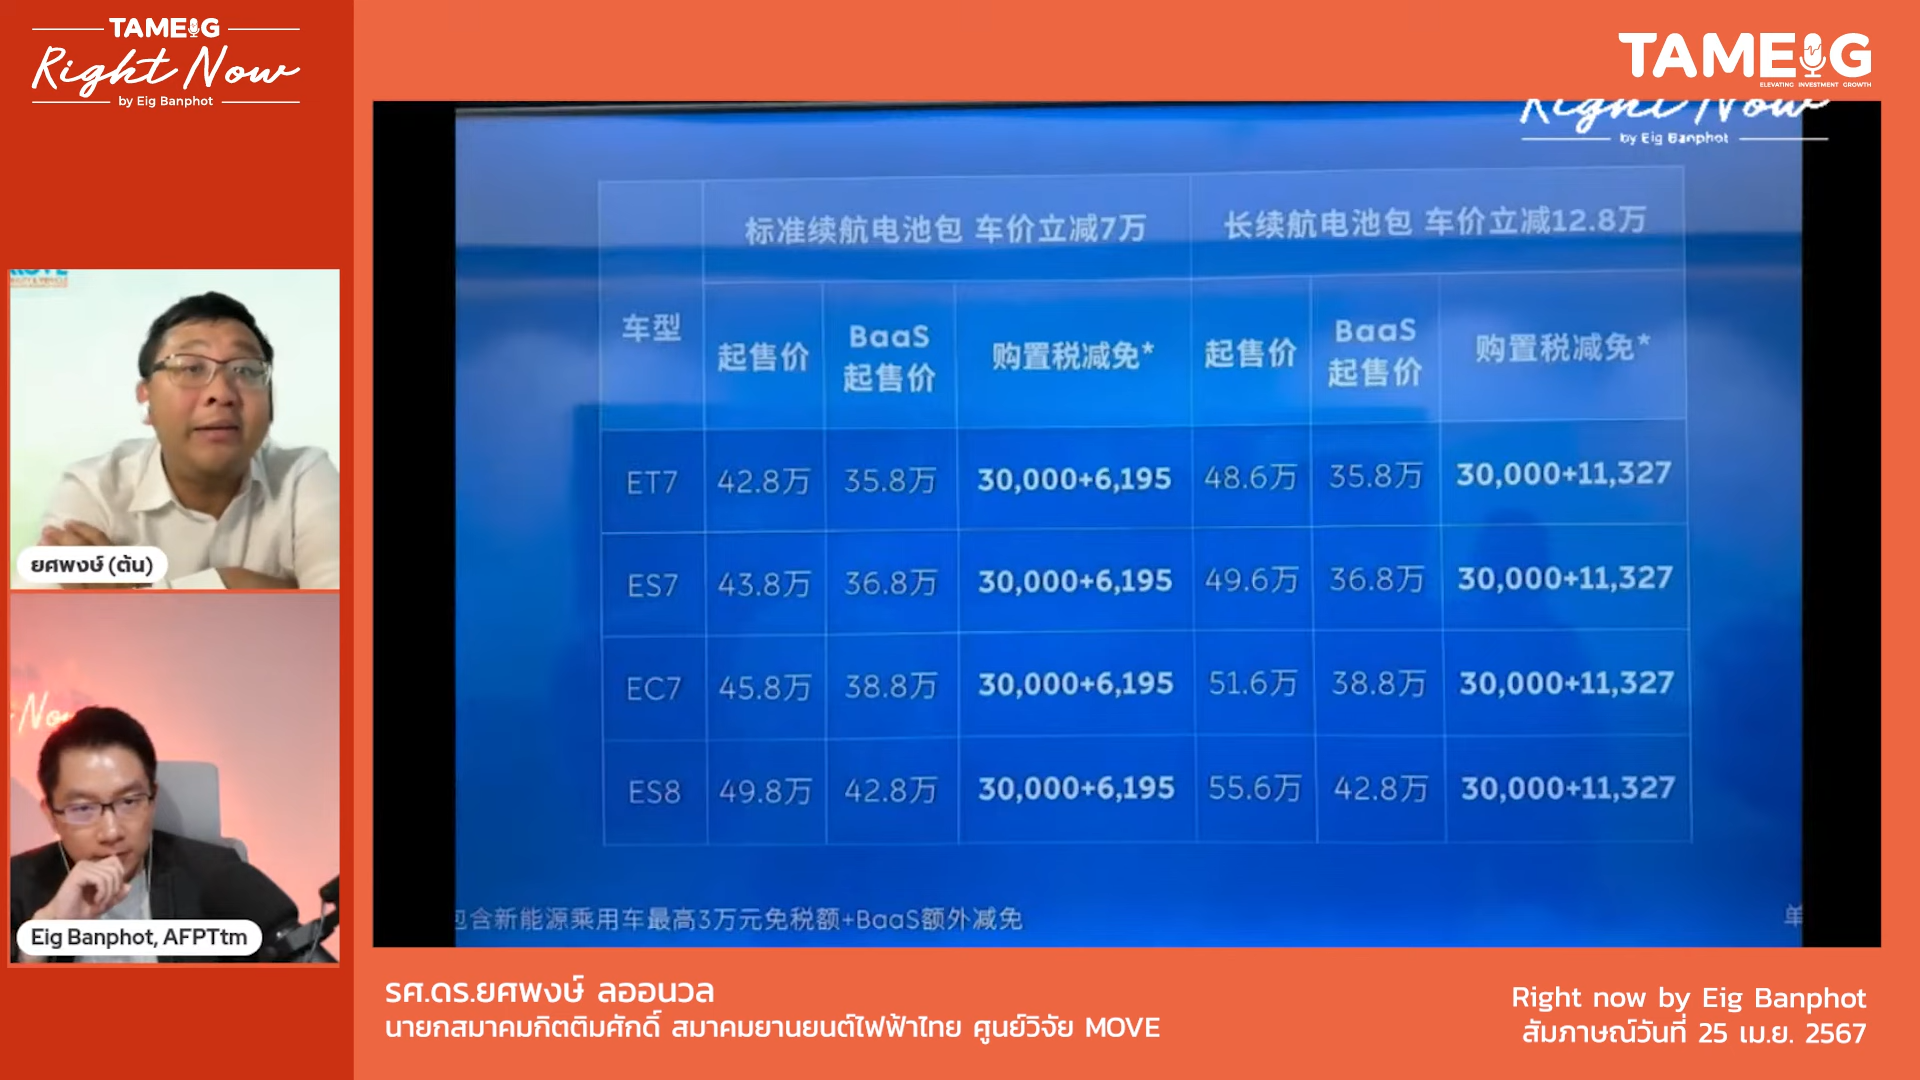 TAMEIG
Right Now
by Eig Banphot
TAMEIG
ELEVATING INVESTMENT GROWTH
Right Now
by Eig Banphot
标准续航电池包 车价立减7万
长续航电池包 车价立减12.8万
车型
起售价
BaaS
起售价
购置税减免*
起售价
BaaS
起售价
购置税减免*
ET7 42.8万 35.8万 30,000+6,195 48.6万 35.8万 30,000+11,327
ES7 43.8万 36.8万 30,000+6,195 49.6万 36.8万 30,000+11,327
EC7 45.8万 38.8万 30,000+6,195 51.6万 38.8万 30,000+11,327
ES8 49.8万 42.8万 30,000+6,195 55.6万 42.8万 30,000+11,327
包含新能源乘用车最高3万元免税额+BaaS额外减免
单
ยศพงษ์ (ต้น)
Now
Eig Banphot, AFPTtm
รศ.ดร.ยศพงษ์ ลออนวล
นายกสมาคมกิตติมศักดิ์ สมาคมยานยนต์ไฟฟ้าไทย ศูนย์วิจัย MOVE
Right now by Eig Banphot
สัมภาษณ์วันที่ 25 เม.ย. 2567